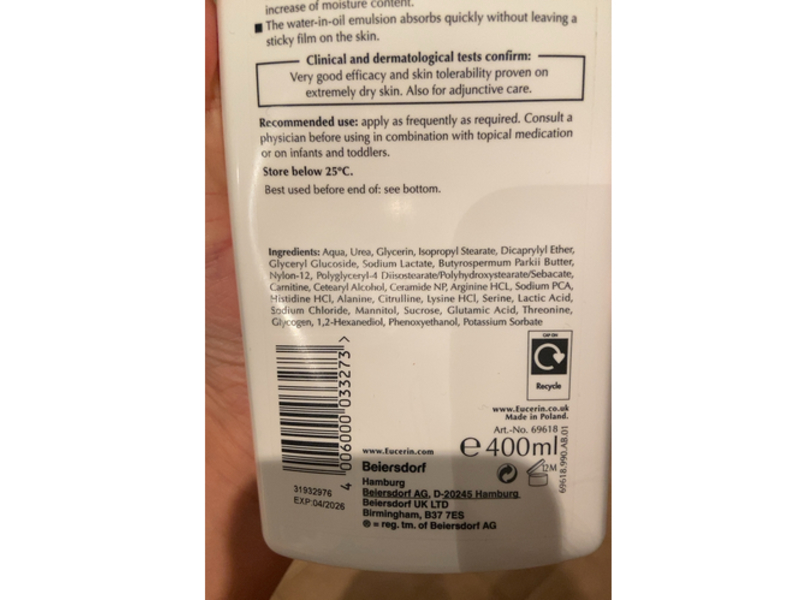 increase of moisture content.
■ The water-in-oil emulsion absorbs quickly without leaving a
sticky film on the skin.
Clinical and dermatological tests confirm:
Very good efficacy and skin tolerability proven on
extremely dry skin. Also for adjunctive care.
Recommended use: apply as frequently as required. Consult a
physician before using in combination with topical medication
or on infants and toddlers.
Store below 25°C.
Best used before end of: see bottom.
Ingredients: Aqua, Urea, Glycerin, Isopropyl Stearate, Dicaprylyl Ether,
Glyceryl Glucoside, Sodium Lactate, Butyrospermum Parkii Butter,
Nylon-12, Polyglyceryl-4 Diisostearate/Polyhydroxystearate/Sebacate,
Carnitine, Cetearyl Alcohol, Ceramide NP, Arginine HCL, Sodium PCA,
Histidine HCl, Alanine, Citrulline, Lysine HCl, Serine, Lactic Acid,
Sodium Chloride, Mannitol, Sucrose, Glutamic Acid, Threonine,
Glycogen, 1,2-Hexanediol, Phenoxyethanol, Potassium Sorbate
CAP ON
Recycle
www.Eucerin.co.uk
Made in Poland.
Art.-No. 69618
℮ 400ml
12M
69618.990.AB.01
4 006000 033273 >
31932976
EXP:04/2026
www.Eucerin.com
Beiersdorf
Hamburg
Beiersdorf AG, D-20245 Hamburg
Beiersdorf UK LTD
Birmingham, B37 7ES
® = reg. tm. of Beiersdorf AG